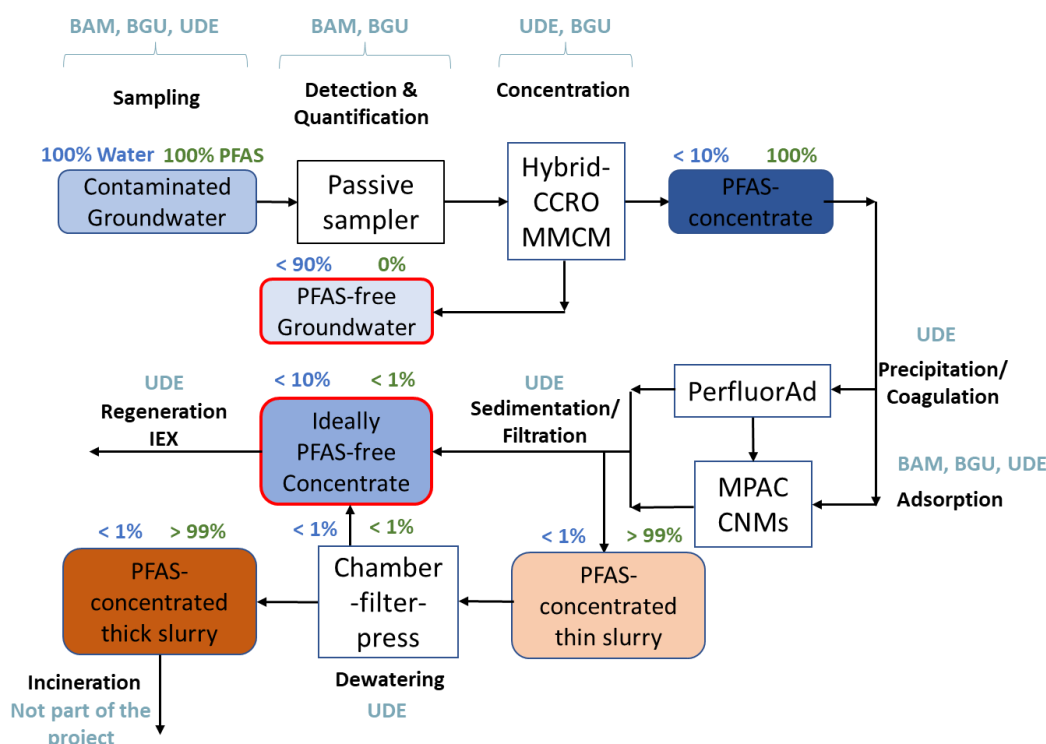 BAM, BGU, UDE
BAM, BGU
UDE, BGU
Sampling
Detection &
Quantification
Concentration
100% Water 100% PFAS
Contaminated
Groundwater
Passive
sampler
Hybrid-
CCRO
MMCM
< 10% 100%
PFAS-
concentrate
< 90% 0%
PFAS-free
Groundwater
UDE
Precipitation/
Coagulation
PerfluorAd
BAM, BGU, UDE
Adsorption
MPAC
CNMs
UDE
Sedimentation/
Filtration
< 10% < 1%
Ideally
PFAS-free
Concentrate
UDE
Regeneration
IEX
< 1% > 99%
PFAS-
concentrated
thin slurry
< 1% < 1%
Chamber
-filter-
press
Dewatering
UDE
< 1% > 99%
PFAS-
concentrated
thick slurry
Incineration
Not part of the
project